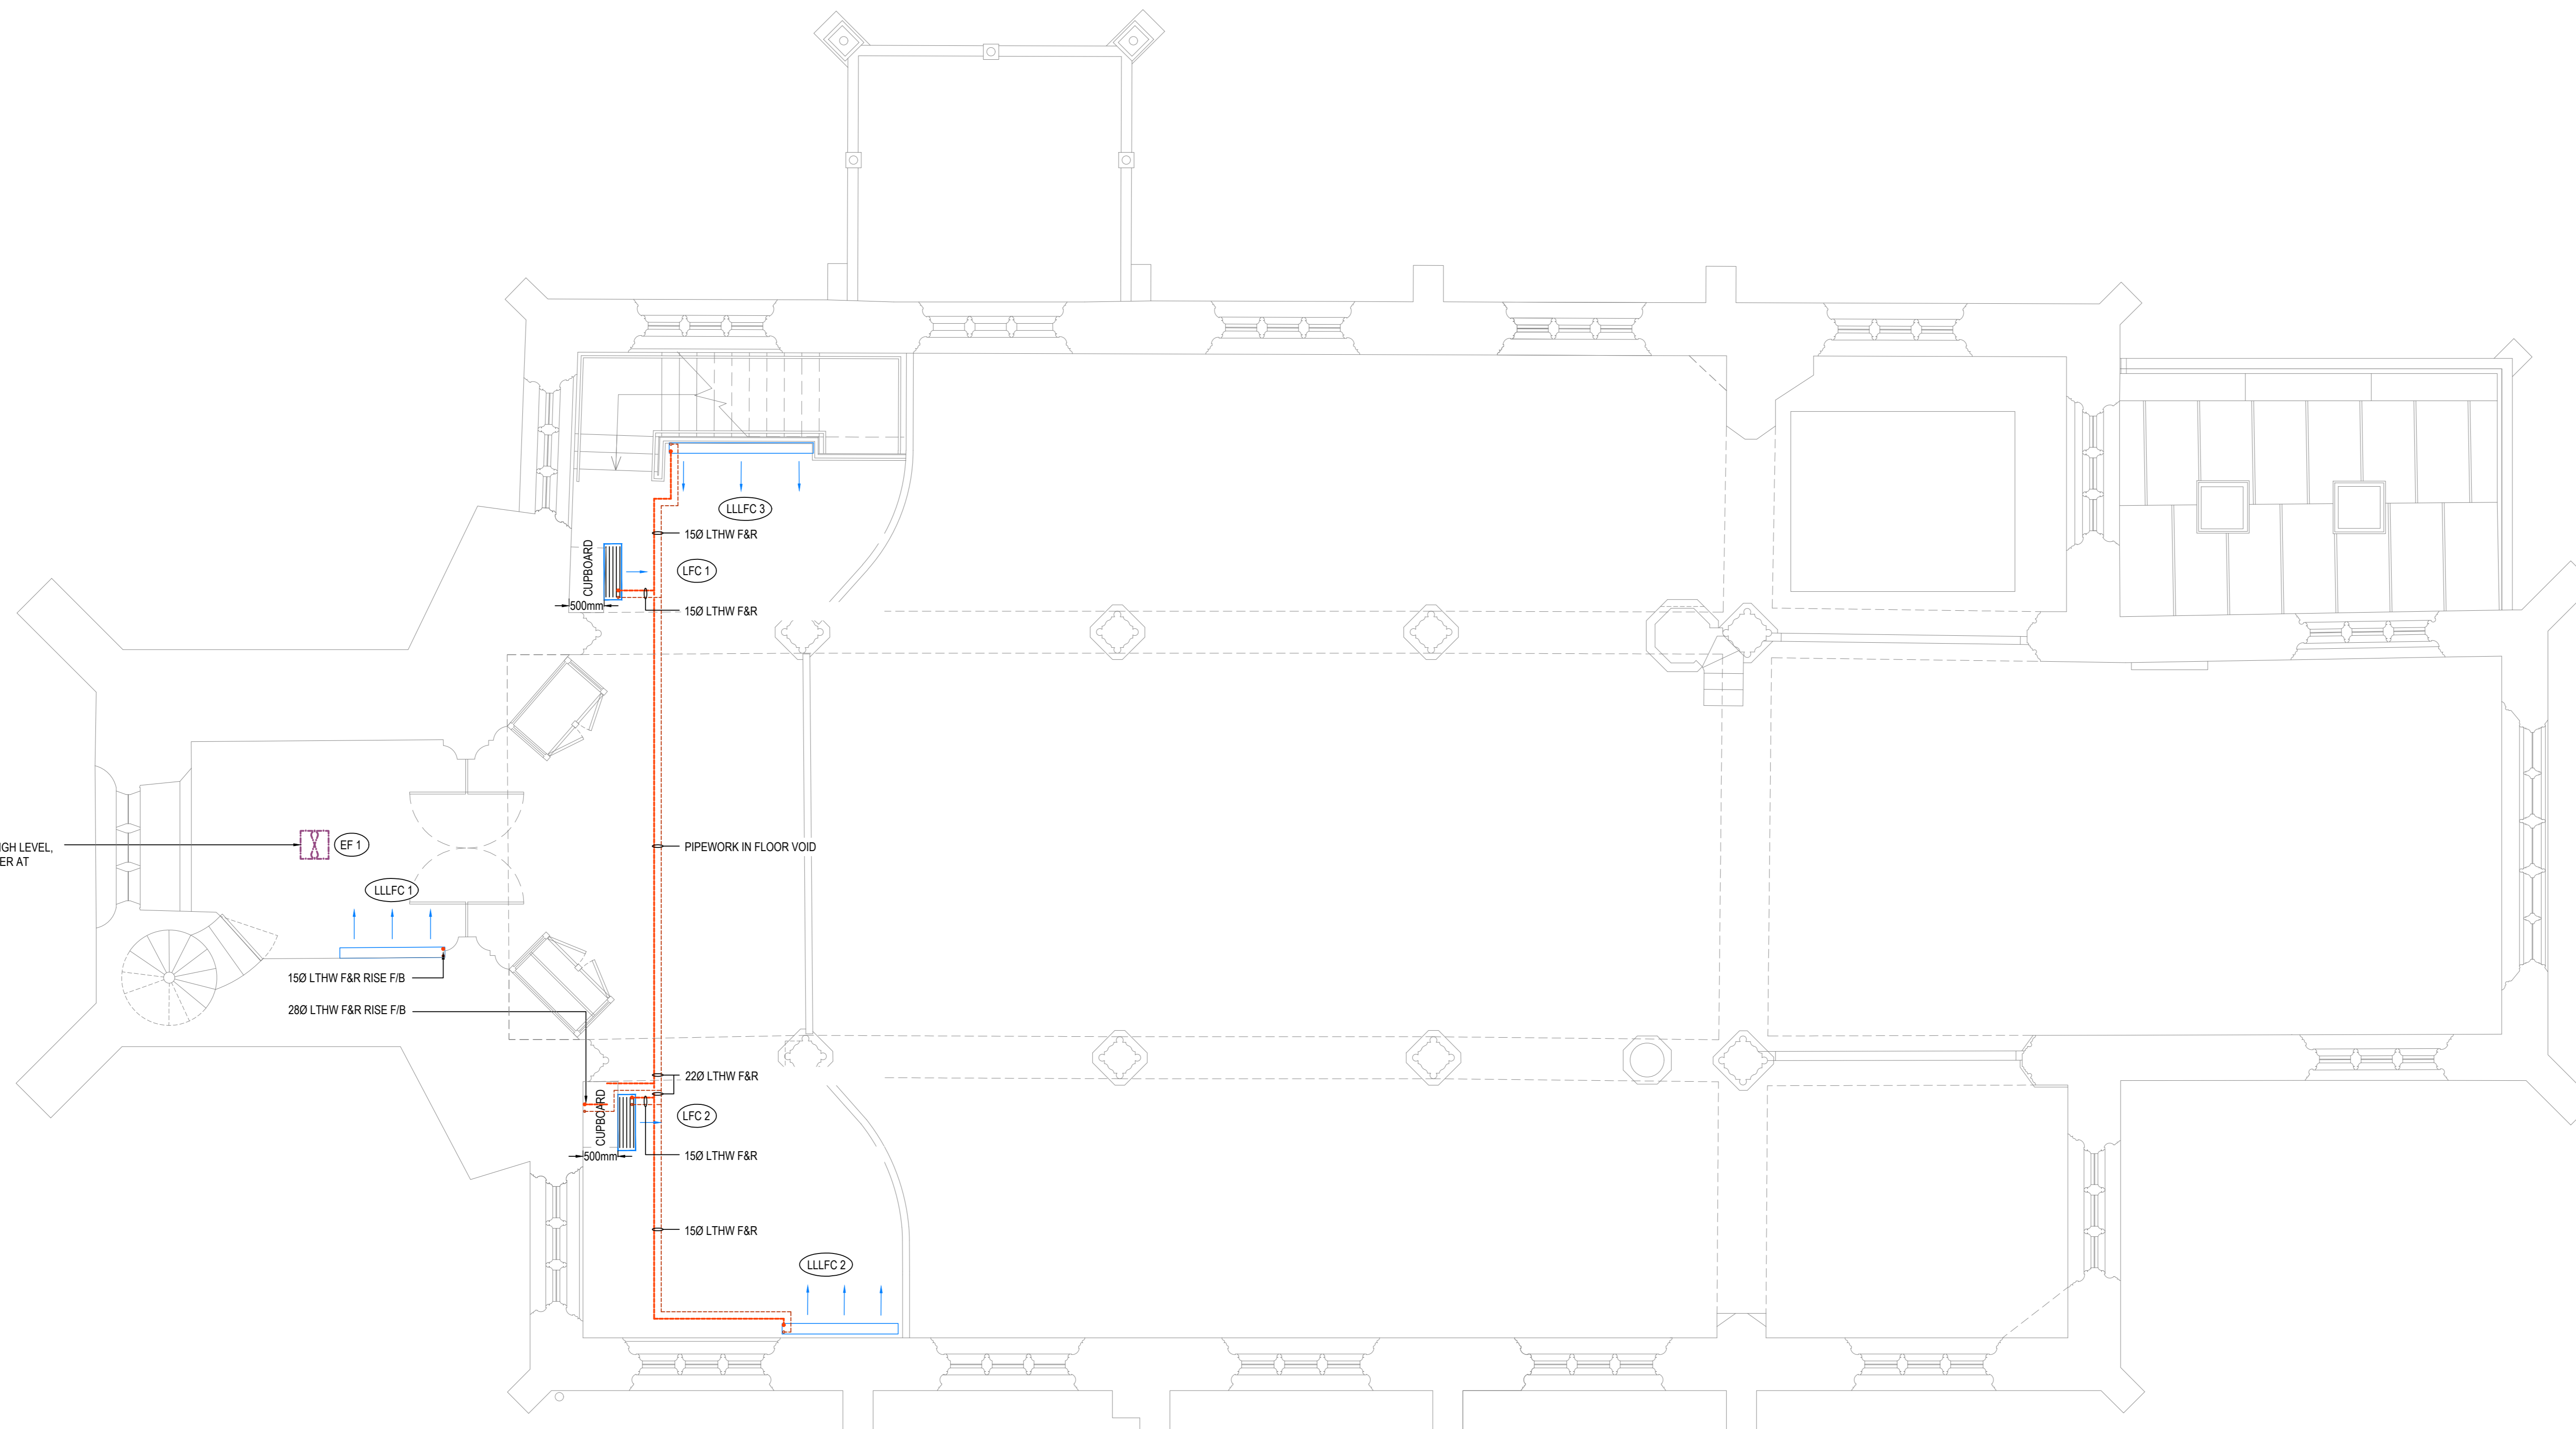 LLLFC 3
15Ø LTHW F&R
CUPBOARD
LFC 1
500mm
15Ø LTHW F&R
PIPEWORK IN FLOOR VOID
LEVEL,
AT
EF 1
LLLFC 1
15Ø LTHW F&R RISE F/B
28Ø LTHW F&R RISE F/B
22Ø LTHW F&R
CUPBOARD
LFC 2
500mm
15Ø LTHW F&R
15Ø LTHW F&R
LLLFC 2